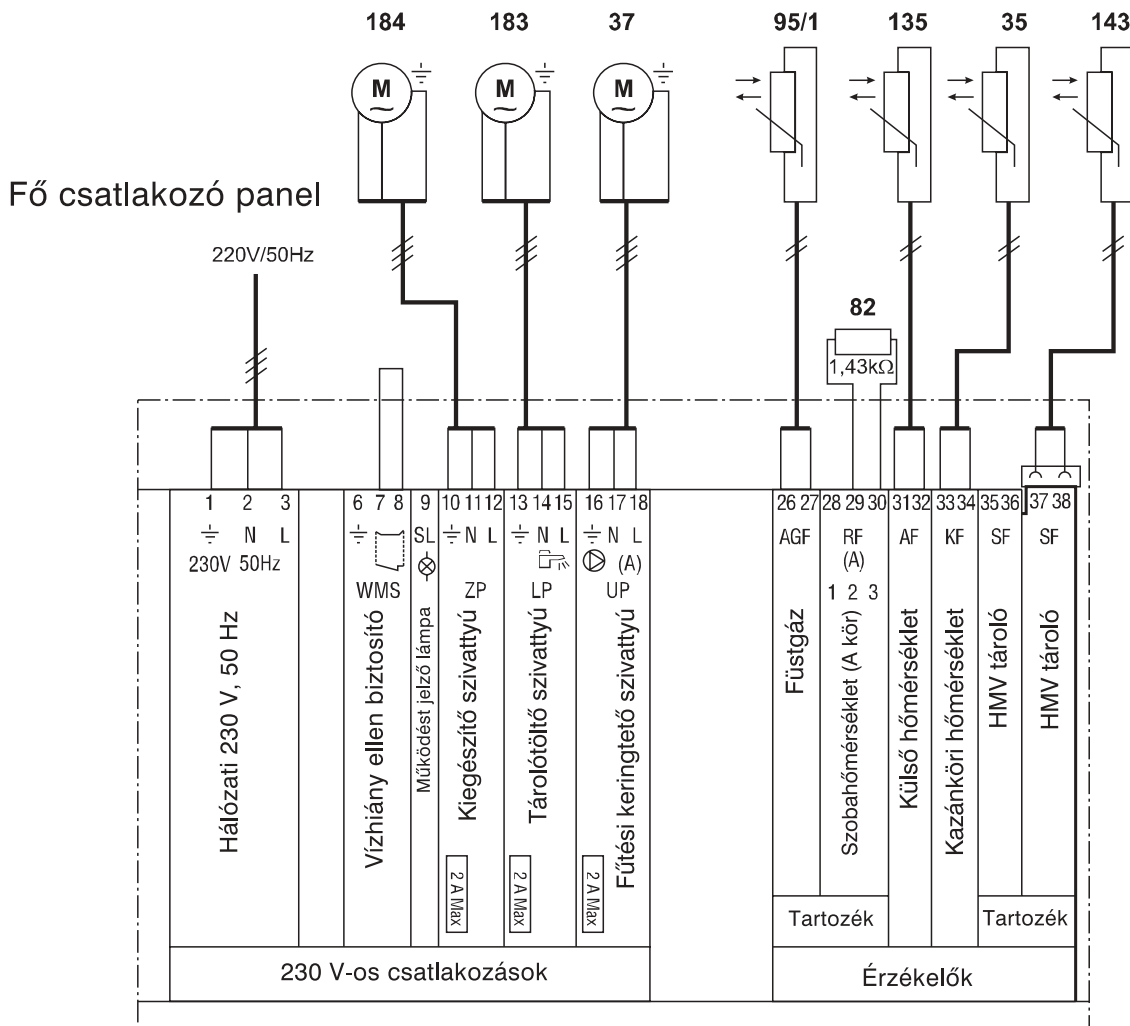 184 183 37 95/1 135 35 143
M M M
Fő csatlakozó panel
220V/50Hz
82
1,43kΩ
1 2 3 6 7 8 9 10 11 12 13 14 15 16 17 18 26 27 28 29 30 31 32 33 34 35 36 37 38
N L SL N L N L (A) AGF RF AF KF SF SF
230V 50Hz
(A)
WMS ZP LP UP 1 2 3
Hálózati 230 V, 50 Hz
Vízhiány ellen biztosító
Működést jelző lámpa
Kiegészítő szivattyú
Tárolótöltő szivattyú
Fűtési keringtető szivattyú
Füstgáz
Szobahőmérséklet (A kör)
Külső hőmérséklet
Kazánköri hőmérséklet
HMV tároló
HMV tároló
2 A Max 2 A Max 2 A Max
Tartozék Tartozék
230 V-os csatlakozások Érzékelők